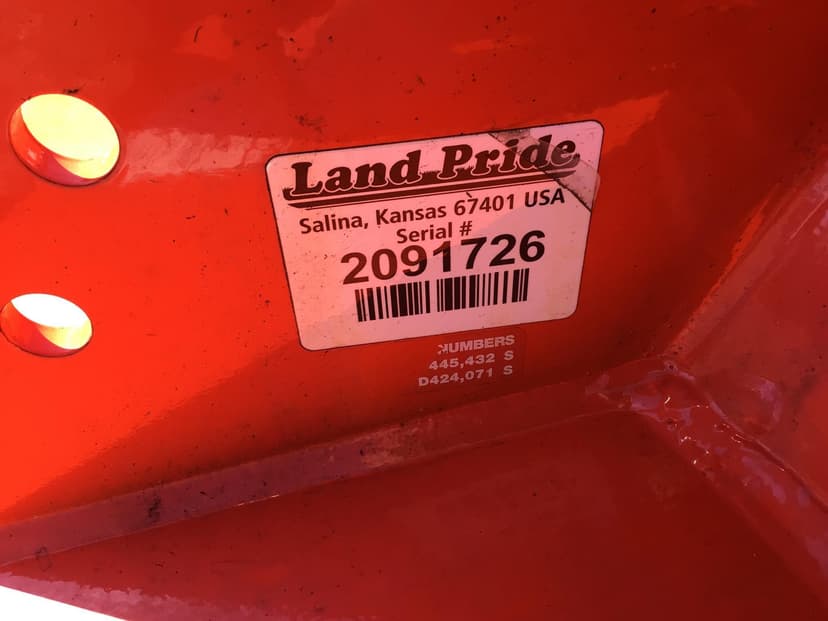 Land Pride
Salina, Kansas 67401 USA
Serial #
2091726
NUMBERS
445,432 S
D424,071 S